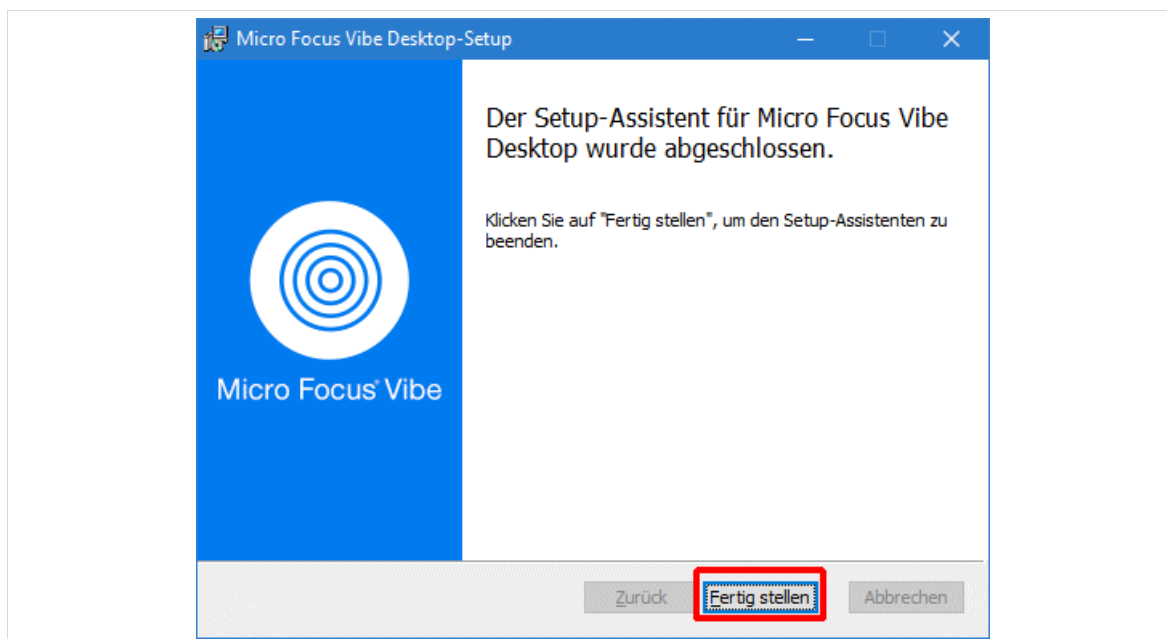 Micro Focus Vibe Desktop-Setup
Der Setup-Assistent für Micro Focus Vibe
Desktop wurde abgeschlossen.
Klicken Sie auf "Fertig stellen", um den Setup-Assistenten zu
beenden.
Micro Focus Vibe
Zurück
Fertig stellen
Abbrechen